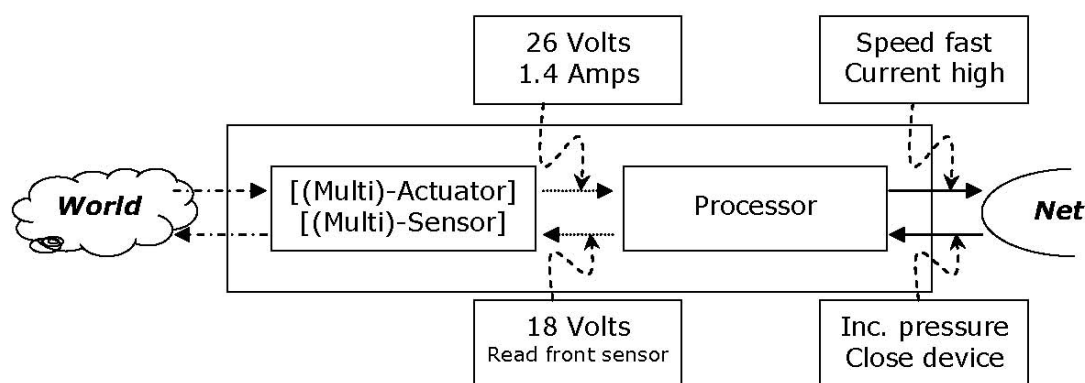 26 Volts
1.4 Amps
Speed fast
Current high
World
[(Multi)-Actuator]
[(Multi)-Sensor]
Processor
Net
18 Volts
Read front sensor
Inc. pressure
Close device